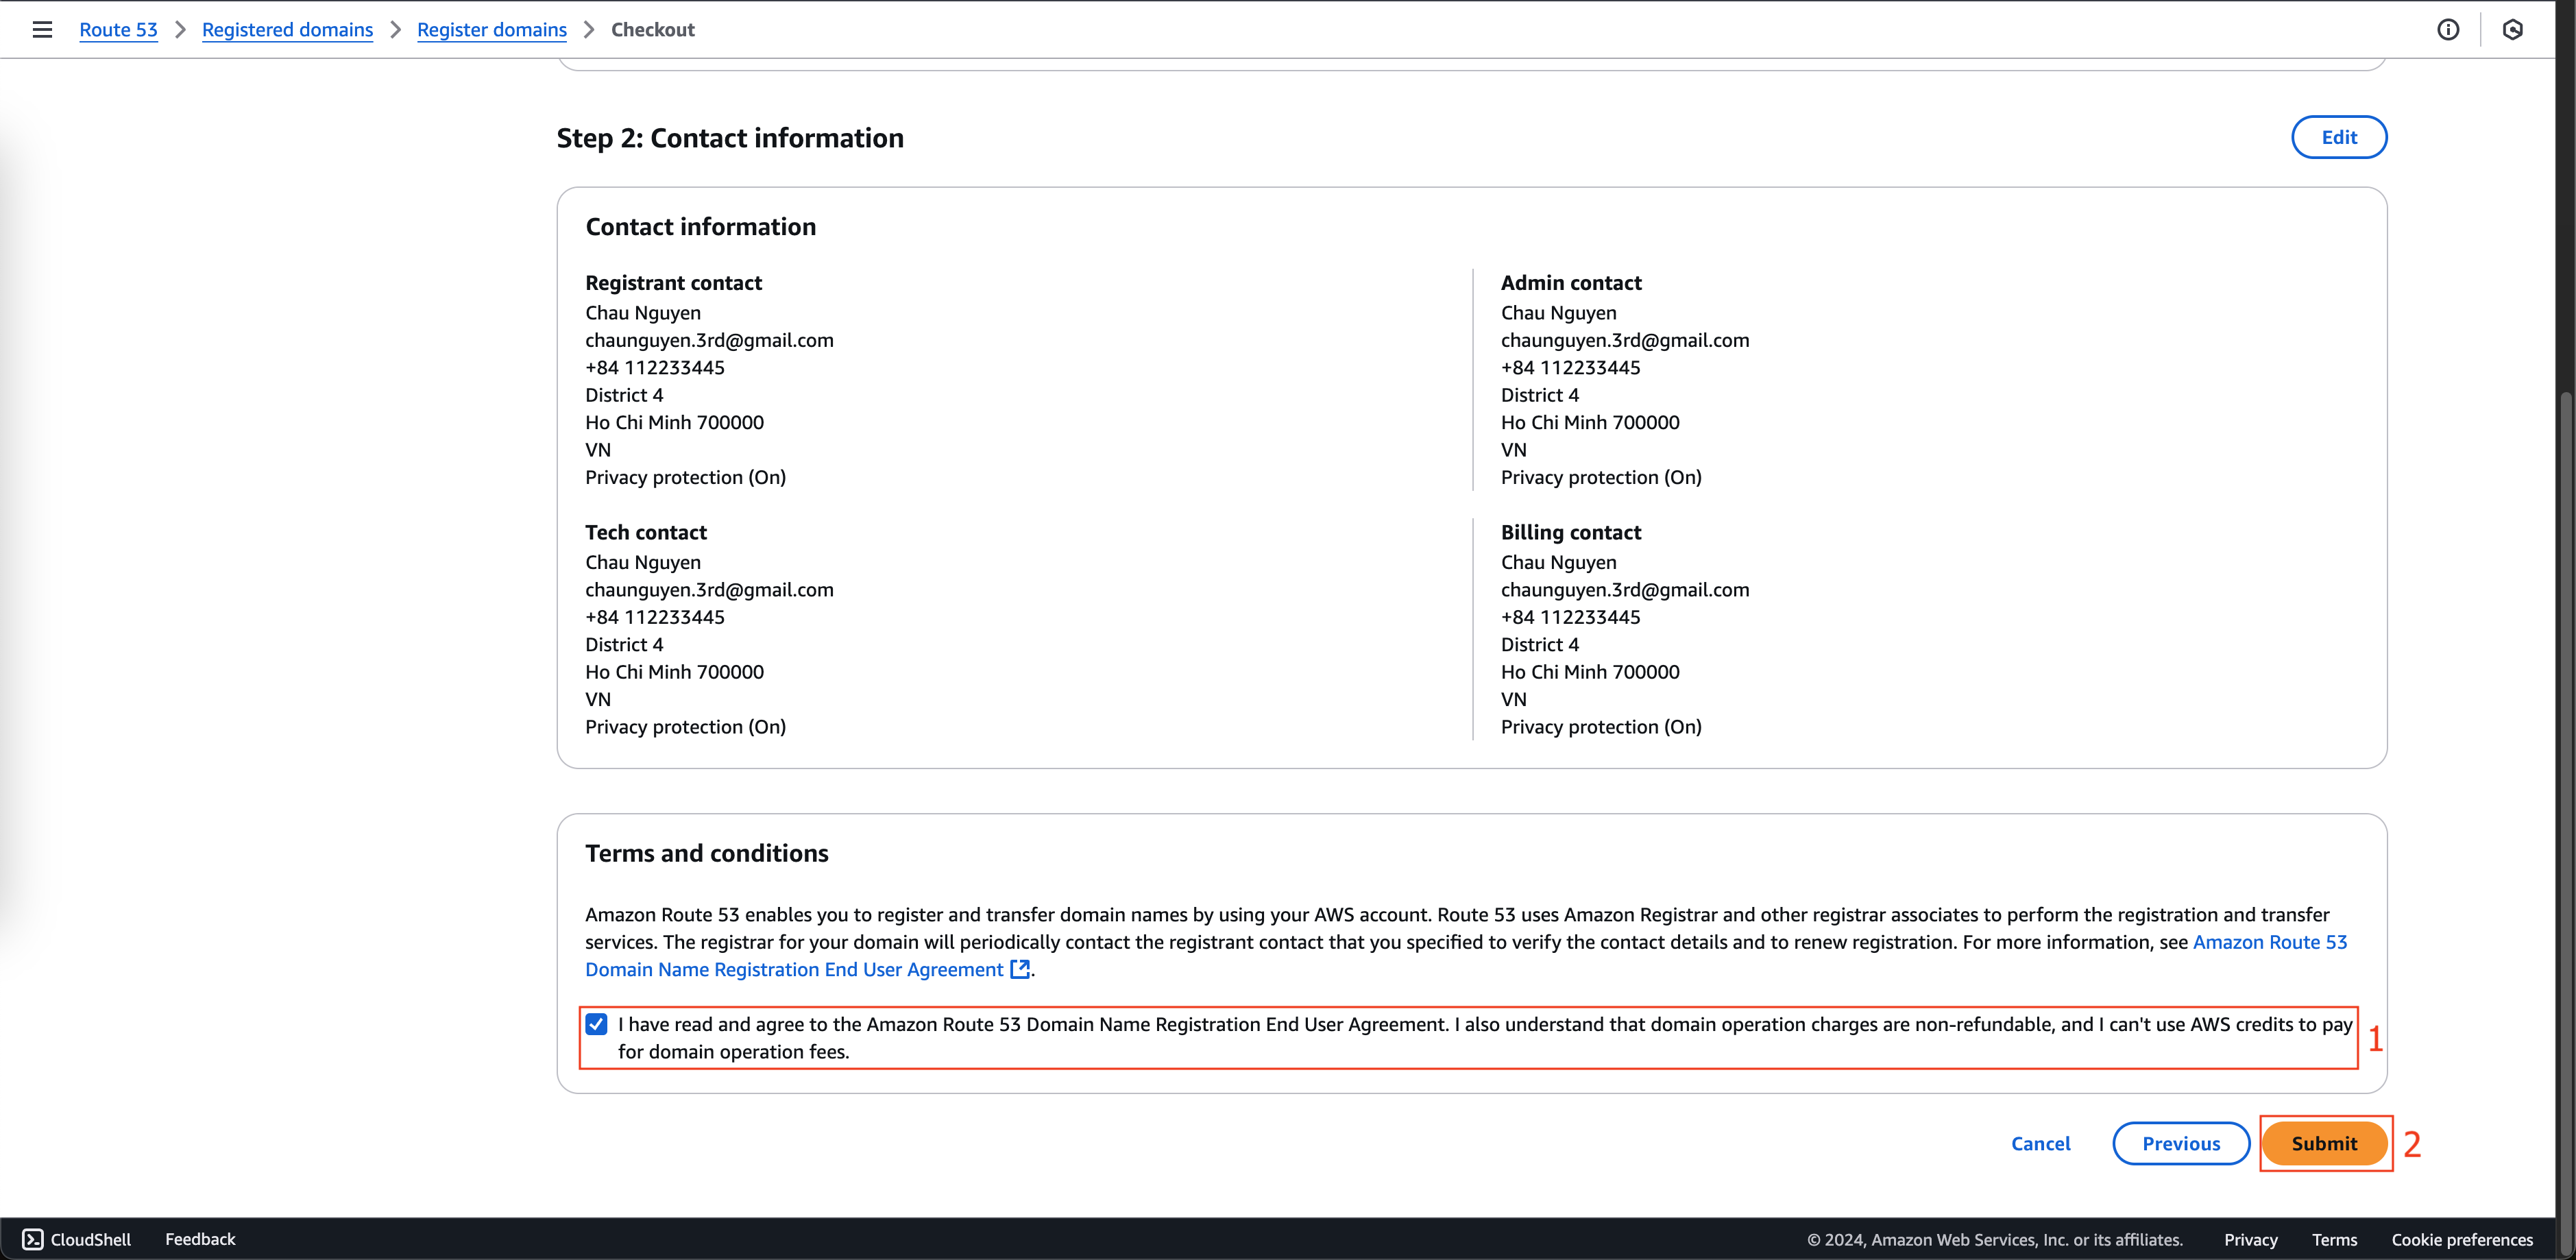 Route 53 > Registered domains > Register domains > Checkout
Step 2: Contact information
Edit
Contact information
Registrant contact
Chau Nguyen
chaunguyen.3rd@gmail.com
+84 112233445
District 4
Ho Chi Minh 700000
VN
Privacy protection (On)
Admin contact
Chau Nguyen
chaunguyen.3rd@gmail.com
+84 112233445
District 4
Ho Chi Minh 700000
VN
Privacy protection (On)
Tech contact
Chau Nguyen
chaunguyen.3rd@gmail.com
+84 112233445
District 4
Ho Chi Minh 700000
VN
Privacy protection (On)
Billing contact
Chau Nguyen
chaunguyen.3rd@gmail.com
+84 112233445
District 4
Ho Chi Minh 700000
VN
Privacy protection (On)
Terms and conditions
Amazon Route 53 enables you to register and transfer domain names by using your AWS account. Route 53 uses Amazon Registrar and other registrar associates to perform the registration and transfer
services. The registrar for your domain will periodically contact the registrant contact that you specified to verify the contact details and to renew registration. For more information, see Amazon Route 53
Domain Name Registration End User Agreement.
I have read and agree to the Amazon Route 53 Domain Name Registration End User Agreement. I also understand that domain operation charges are non-refundable, and I can't use AWS credits to pay
for domain operation fees.
1
Cancel
Previous
Submit
2
CloudShell
Feedback
© 2024, Amazon Web Services, Inc. or its affiliates.
Privacy
Terms
Cookie preferences